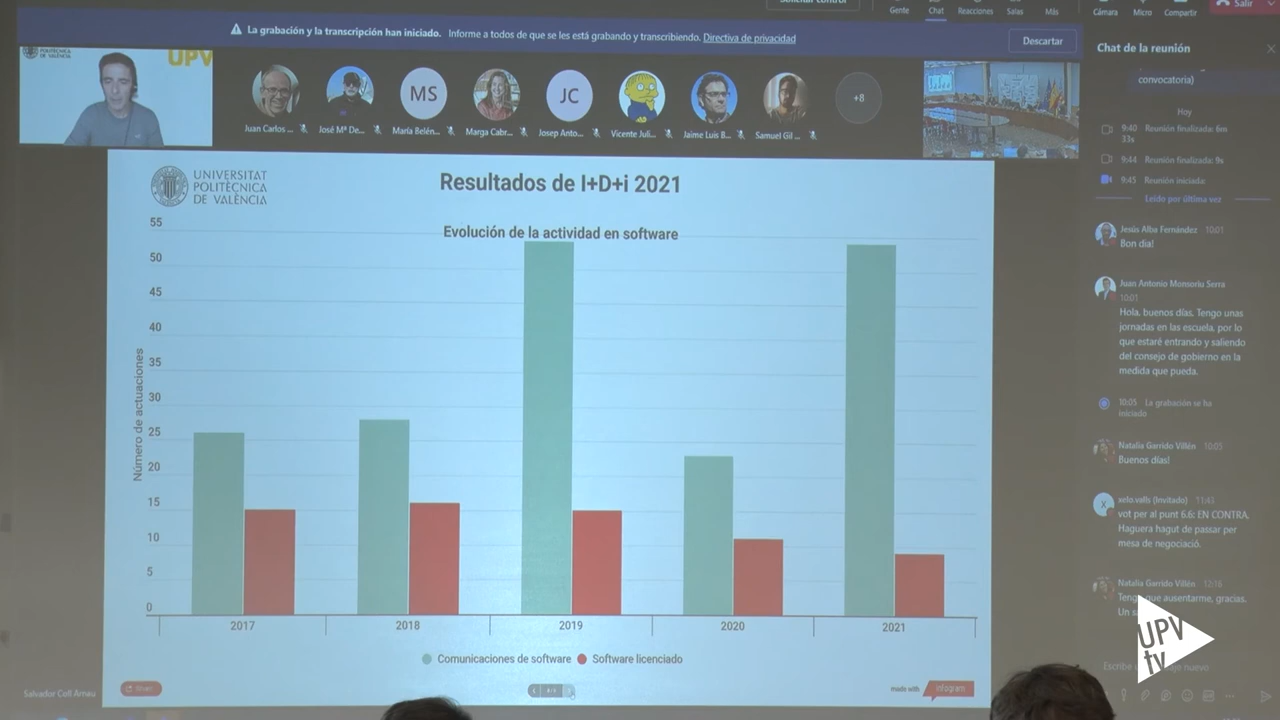 Gente
Chat
Reacciones
Salas
Más
Cámara
Micro
Compartir
Salir
La grabación y la transcripción han iniciado. Informe a todos de que se les está grabando y transcribiendo. Directiva de privacidad
Descartar
Chat de la reunión
convocatoria)
Hoy
9:40 Reunión finalizada: 6m
33s
9:44 Reunión finalizada: 9s
9:45 Reunión iniciada:
Leído por última vez
POLITÈCNICA
DE VALÈNCIA
UPV
MS
JC
+8
Juan Carlos ...
José Mª De...
María Belén...
Marga Cabr...
Josep Anto...
Vicente Juli...
Jaime Luis B...
Samuel Gil ...
UNIVERSITAT
POLITÈCNICA
DE VALÈNCIA
Resultados de I+D+i 2021
Evolución de la actividad en software
Número de actuaciones
55
50
45
40
35
30
25
20
15
10
5
0
2017
2018
2019
2020
2021
Comunicaciones de software
Software licenciado
Share
made with
infogram
Salvador Coll Arnau
Jesús Alba Fernández 10:01
Bon dia!
Juan Antonio Monsoriu Serra
10:01
Hola, buenos días. Tengo unas
jornadas en las escuela, por lo
que estaré entrando y saliendo
del consejo de gobierno en la
medida que pueda.
10:05 La grabación se ha
iniciado
Natalia Garrido Villén 10:05
Buenos días!
X
xelo valls (Invitado) 11:43
vot per al punt 6.6: EN CONTRA.
Haguera hagut de passar per
mesa de negociació.
Natalia Garrido Villén 12:16
que ausentarme, gracias.
Un
nuevo
UPV
tv